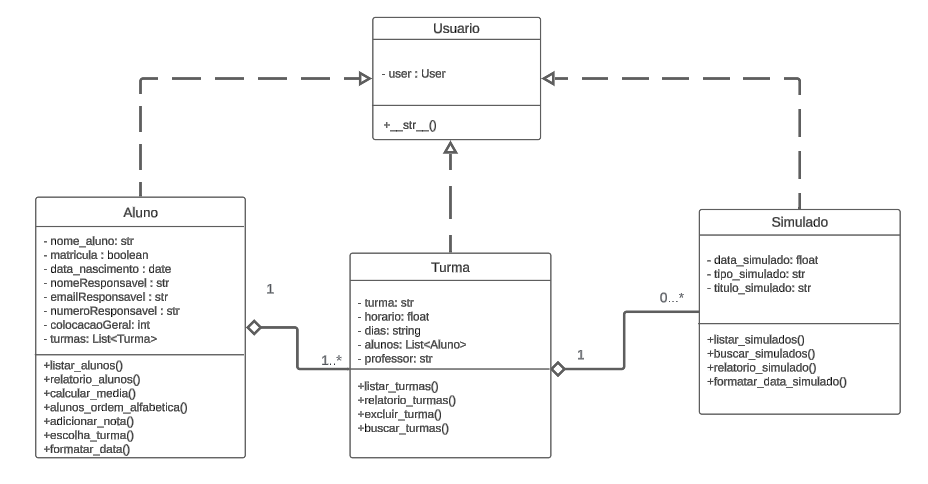 Usuario
- user : User
+__str__()
Aluno
- nome_aluno: str
- matricula : boolean
- data_nascimento : date
- nomeResponsavel : str
- emailResponsavel : str
- numeroResponsavel : str
- colocacaoGeral: int
- turmas: List<Turma>
+listar_alunos()
+relatorio_alunos()
+calcular_media()
+alunos_ordem_alfabetica()
+adicionar_nota()
+escolha_turma()
+formatar_data()
1
1..*
Turma
- turma: str
- horario: float
- dias: string
- alunos: List<Aluno>
- professor: str
+listar_turmas()
+relatorio_turmas()
+excluir_turma()
+buscar_turmas()
1
0...*
Simulado
- data_simulado: float
- tipo_simulado: str
- titulo_simulado: str
+listar_simulados()
+buscar_simulados()
+relatorio_simulado()
+formatar_data_simulado()